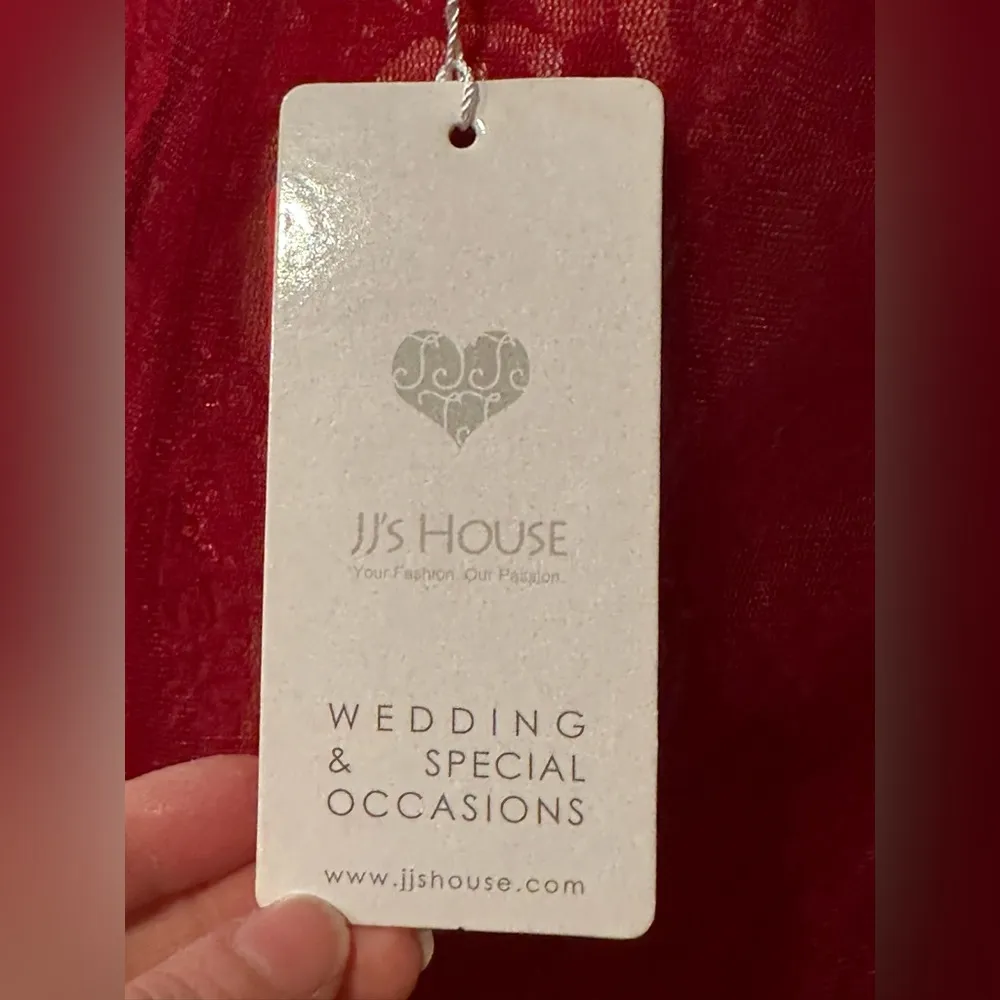 JJ's HOUSE
Your Fashion. Our Passion.
WEDDING
& SPECIAL
OCCASIONS
www.jjshouse.com